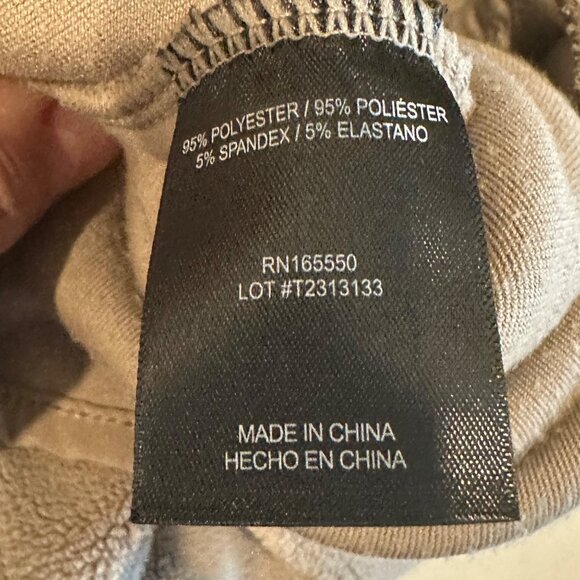 95% POLYESTER / 95% POLIÉSTER
5% SPANDEX / 5% ELASTANO
RN165550
LOT #T2313133
MADE IN CHINA
HECHO EN CHINA